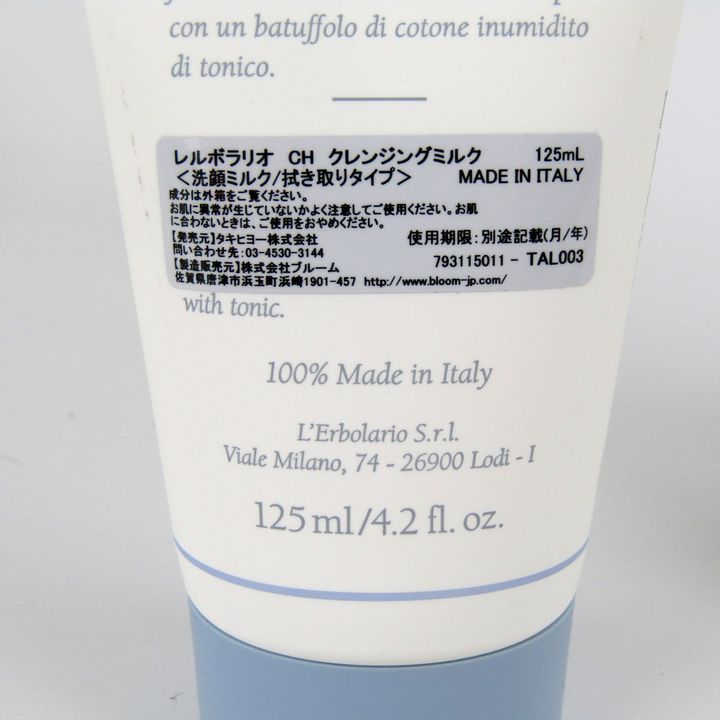 con un batuffolo di cotone inumidito
di tonico.
レルボラリオ CH クレンジングミルク 125mL
＜洗顔ミルク/拭き取りタイプ＞ MADE IN ITALY
成分は外箱をご覧ください。
お肌に異常が生じていないかよく注意してご使用ください。お肌
に合わないときは、ご使用をおやめください。
【発売元】タキヒヨー株式会社 使用期限:別途記載(月/年)
問い合わせ先:03-4530-3144
793115011 - TAL003
【製造販売元】株式会社ブルーム
佐賀県唐津市浜玉町浜崎1901-457 http://www.bloom-jp.com/
with tonic.
100% Made in Italy
L'Erbolario S.r.l.
Viale Milano, 74 - 26900 Lodi - I
125 ml/4.2 fl. oz.